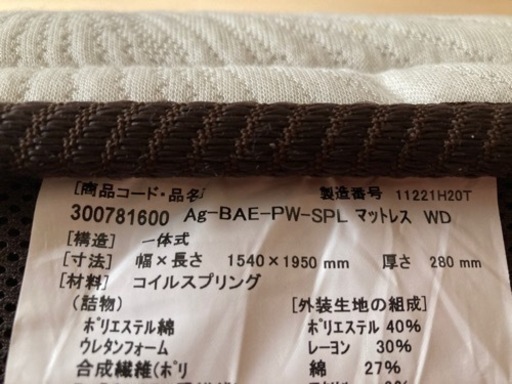 [商品コード・品名] 製造番号 11221H20T
300781600 Ag-BAE-PW-SPL マットレス WD
[構造] 一体式
[寸法] 幅×長さ 1540×1950 mm 厚さ 280 mm
[材料] コイルスプリング
(詰物) [外装生地の組成]
ポリエステル綿 ポリエステル 40%
ウレタンフォーム レーヨン 30%
合成繊維(ポリ 綿 27%